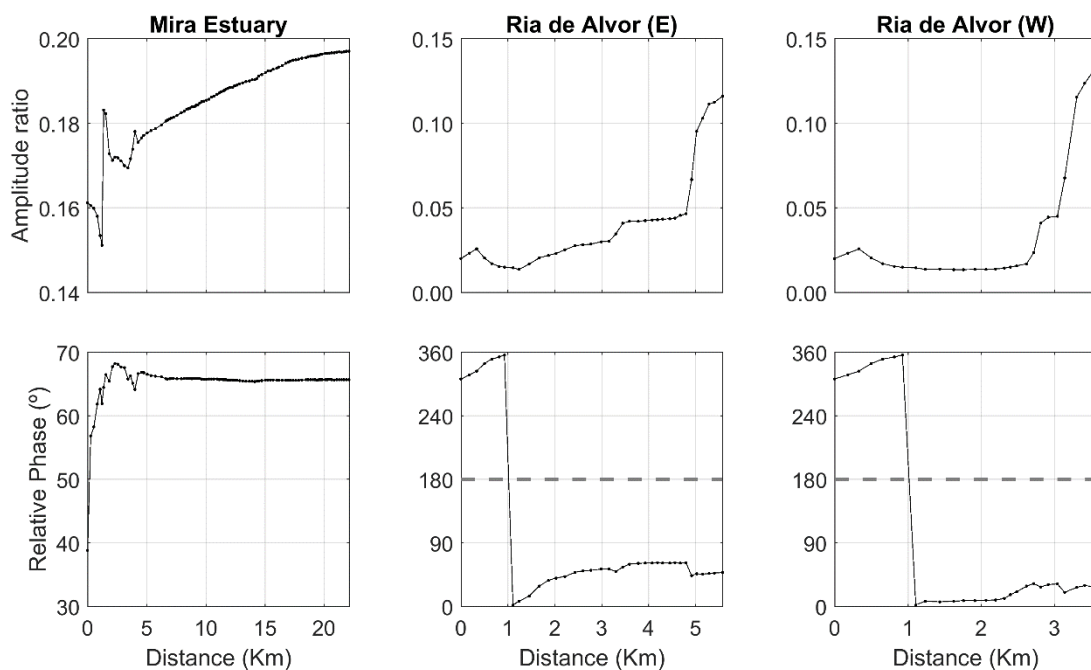 Mira Estuary
Ria de Alvor (E)
Ria de Alvor (W)
Amplitude ratio
0.20
0.18
0.16
0.14
0.15
0.10
0.05
0.00
0.15
0.10
0.05
0.00
Relative Phase (°)
70
60
50
40
30
0 5 10 15 20
Distance (Km)
360
240
180
90
0
0 1 2 3 4 5
Distance (Km)
360
240
180
90
0
0 1 2 3
Distance (Km)